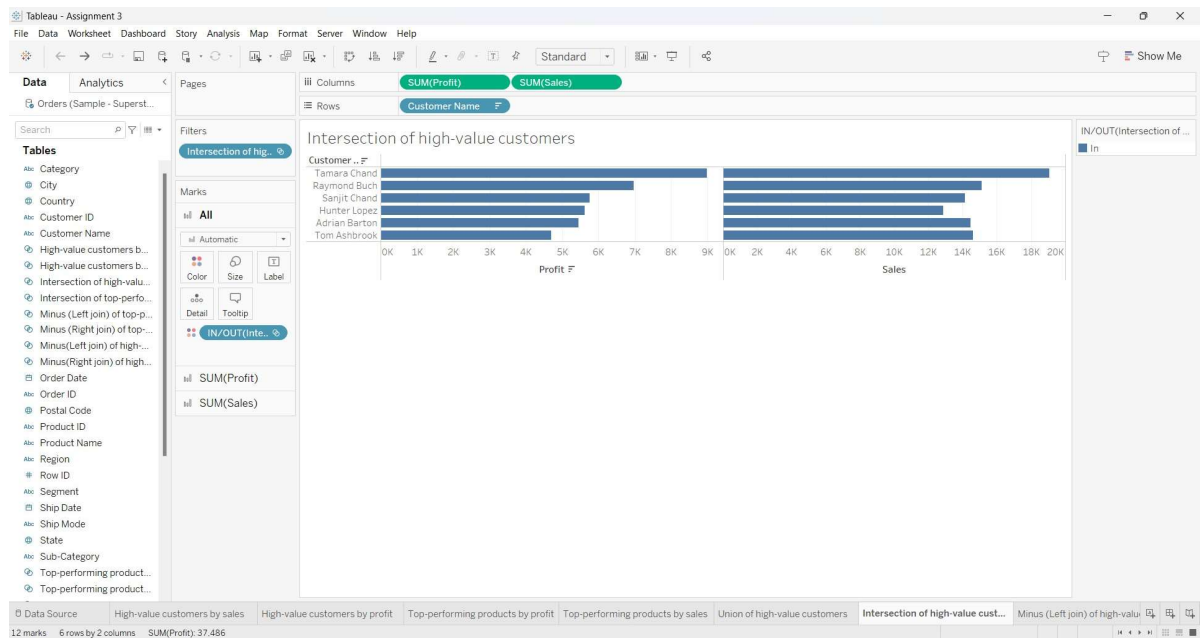 Tableau - Assignment 3
File Data Worksheet Dashboard Story Analysis Map Format Server Window Help
Standard
Show Me
Data Analytics
Orders (Sample - Superst...
Search
Tables
Abc Category
City
Country
Abc Customer ID
Abc Customer Name
High-value customers b...
High-value customers b...
Intersection of high-valu...
Intersection of top-perfo...
Minus (Left join) of top-p...
Minus (Right join) of top-...
Minus(Left join) of high-...
Minus(Right join) of high...
Order Date
Abc Order ID
Postal Code
Abc Product ID
Abc Product Name
Abc Region
# Row ID
Abc Segment
Ship Date
Abc Ship Mode
State
Abc Sub-Category
Top-performing product...
Top-performing product...
Pages
Filters
Intersection of hig..
Marks
All
Automatic
Color Size Label
Detail Tooltip
IN/OUT(Inte..
SUM(Profit)
SUM(Sales)
Columns SUM(Profit) SUM(Sales)
Rows Customer Name
Intersection of high-value customers
Customer ..
Tamara Chand
Raymond Buch
Sanjit Chand
Hunter Lopez
Adrian Barton
Tom Ashbrook
0K 1K 2K 3K 4K 5K 6K 7K 8K 9K 0K 2K 4K 6K 8K 10K 12K 14K 16K 18K 20K
Profit Sales
IN/OUT(Intersection of ...
In
Data Source High-value customers by sales High-value customers by profit Top-performing products by profit Top-performing products by sales Union of high-value customers Intersection of high-value cust... Minus (Left join) of high-valu
12 marks 6 rows by 2 columns SUM(Profit): 37,486